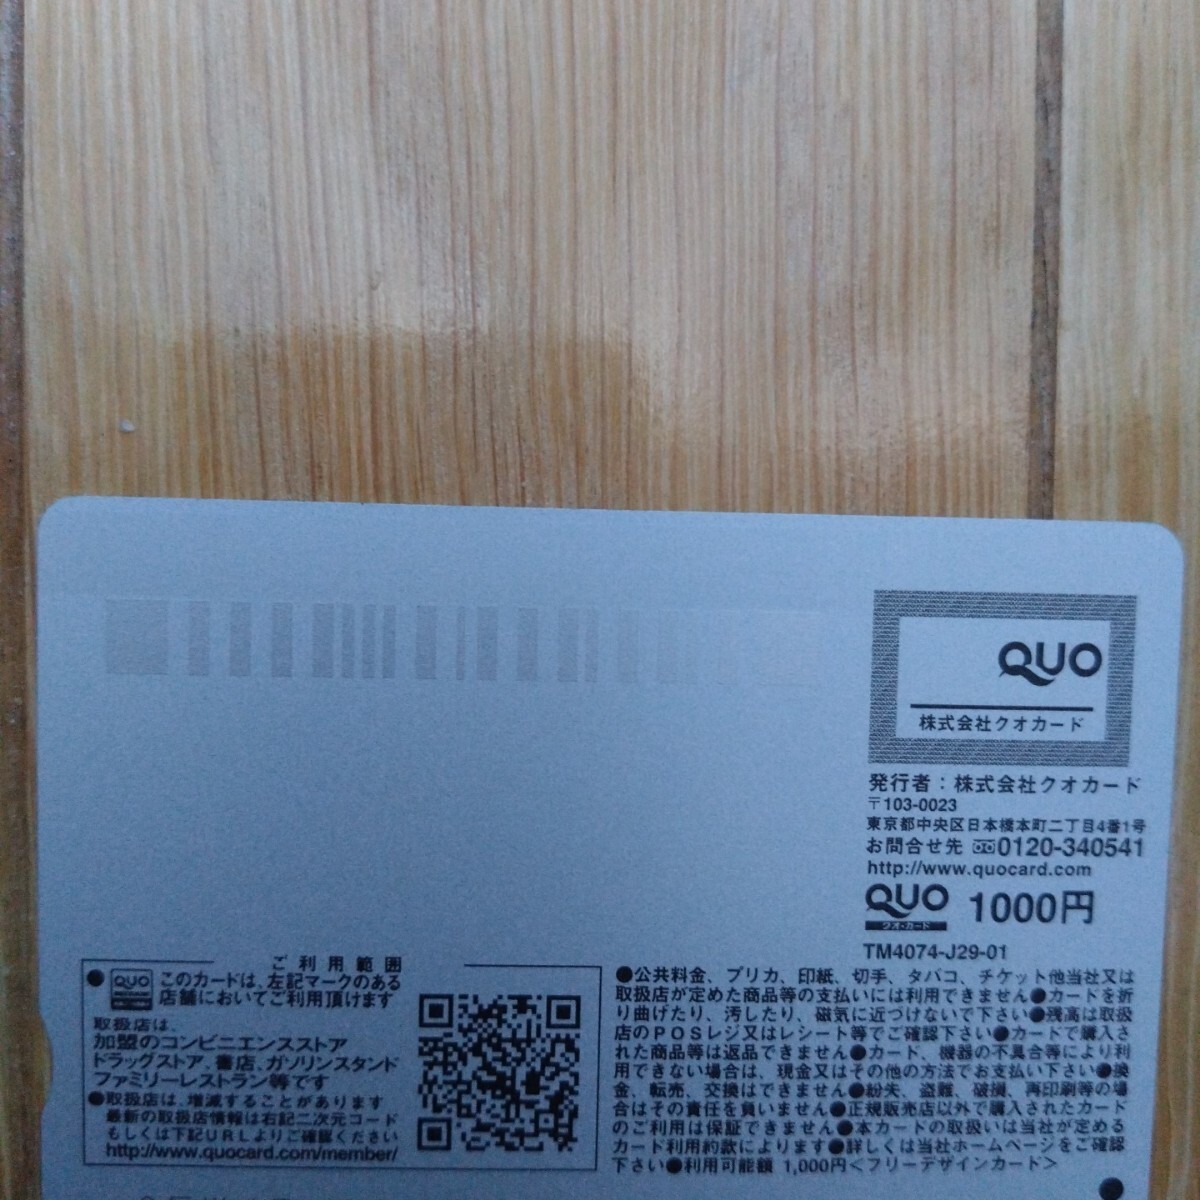 QUO
株式会社クオカード
発行者：株式会社クオカード
〒103-0023
東京都中央区日本橋本町二丁目4番1号
お問合せ先 0120-340541
http://www.quocard.com
QUO 1000円
クオ・カード
TM4074-J29-01
ご利用範囲
●QUO このカードは、左記マークのある
店舗においてご利用頂けます
取扱店は、
加盟のコンビニエンスストア
ドラッグストア、書店、ガソリンスタンド
ファミリーレストラン等です
●取扱店は、増減することがあります
最新の取扱店情報は右記二次元コード
もしくは下記URLよりご確認ください
http://www.quocard.com/member/
●公共料金、プリカ、印紙、切手、タバコ、チケット他当社又は
取扱店が定めた商品等の支払いには利用できません●カードを折
り曲げたり、汚したり、磁気に近づけないで下さい●残高は取扱
店のPOSレジ又はレシート等でご確認下さい●カードで購入さ
れた商品等は返品できません●カード、機器の不具合等により利
用できない場合は、現金又はその他の方法でお支払い下さい●換
金、転売、交換はできません●紛失、盗難、破損、再印刷等の場
合はその責任を負いません●正規販売店以外で購入されたカード
のご利用は保証できません●本カードの取扱いは当社が定める
カード利用約款によります●詳しくは当社ホームページをご確認
下さい●利用可能額 1,000円＜フリーデザインカード＞